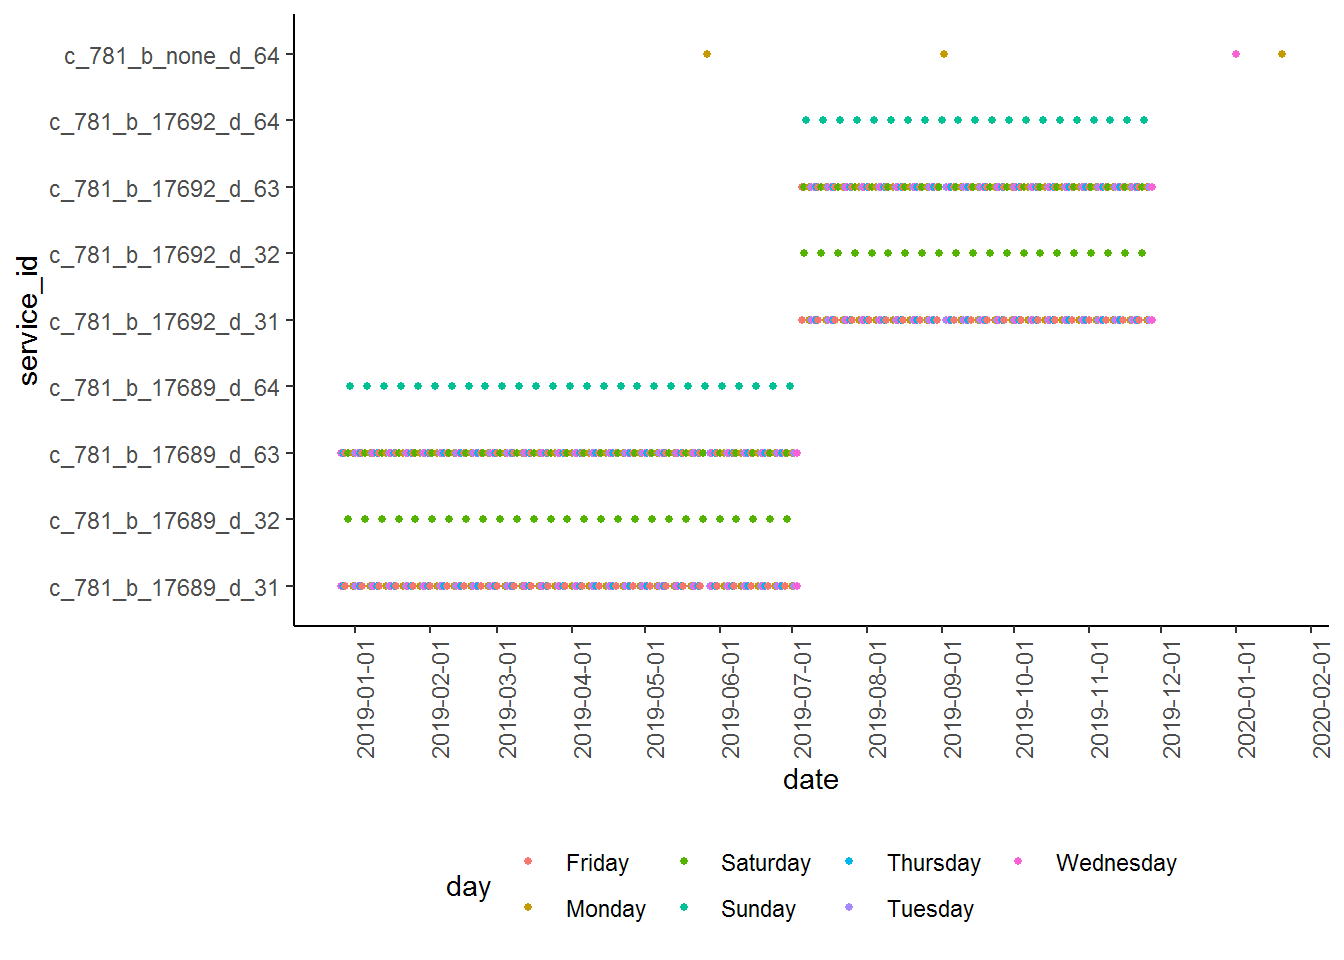 c_781_b_none_d_64
c_781_b_17692_d_64
c_781_b_17692_d_63
c_781_b_17692_d_32
c_781_b_17692_d_31
c_781_b_17689_d_64
c_781_b_17689_d_63
c_781_b_17689_d_32
c_781_b_17689_d_31
service_id
2019-01-01
2019-02-01
2019-03-01
2019-04-01
2019-05-01
2019-06-01
2019-07-01
2019-08-01
2019-09-01
2019-10-01
2019-11-01
2019-12-01
2020-01-01
2020-02-01
date
day
Friday Saturday Thursday Wednesday
Monday Sunday Tuesday